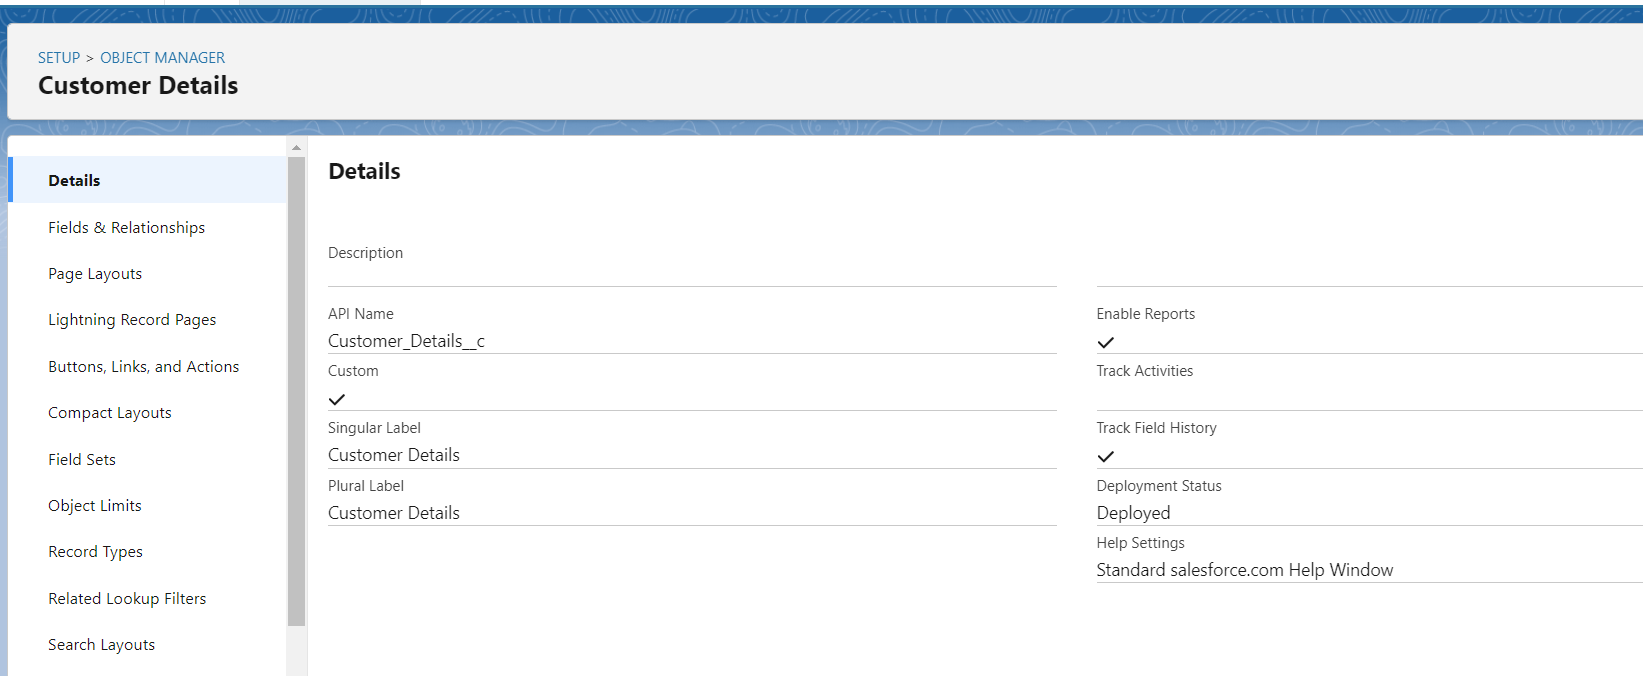 SETUP > OBJECT MANAGER
Customer Details
Details
Fields & Relationships
Page Layouts
Lightning Record Pages
Buttons, Links, and Actions
Compact Layouts
Field Sets
Object Limits
Record Types
Related Lookup Filters
Search Layouts
Details
Description
API Name
Customer_Details__c
Custom
Singular Label
Customer Details
Plural Label
Customer Details
Enable Reports
Track Activities
Track Field History
Deployment Status
Deployed
Help Settings
Standard salesforce.com Help Window